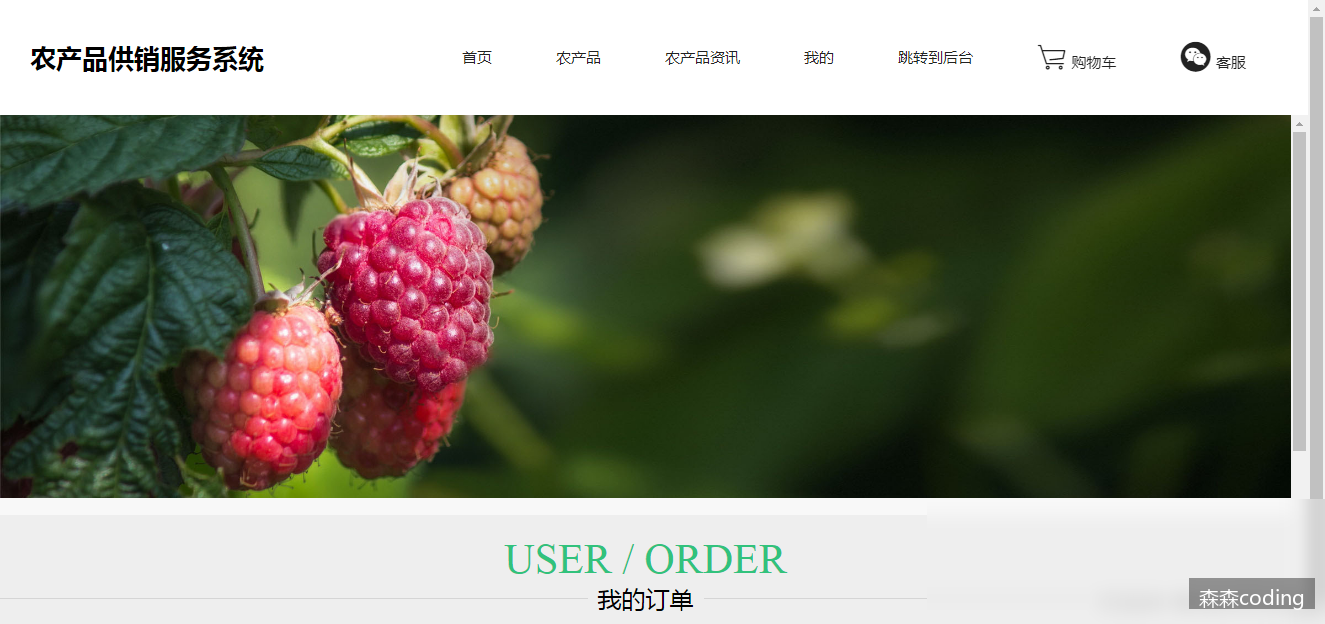 农产品供销服务系统
首页 农产品 农产品资讯 我的 跳转到后台 购物车 客服
USER / ORDER
我的订单
森森coding